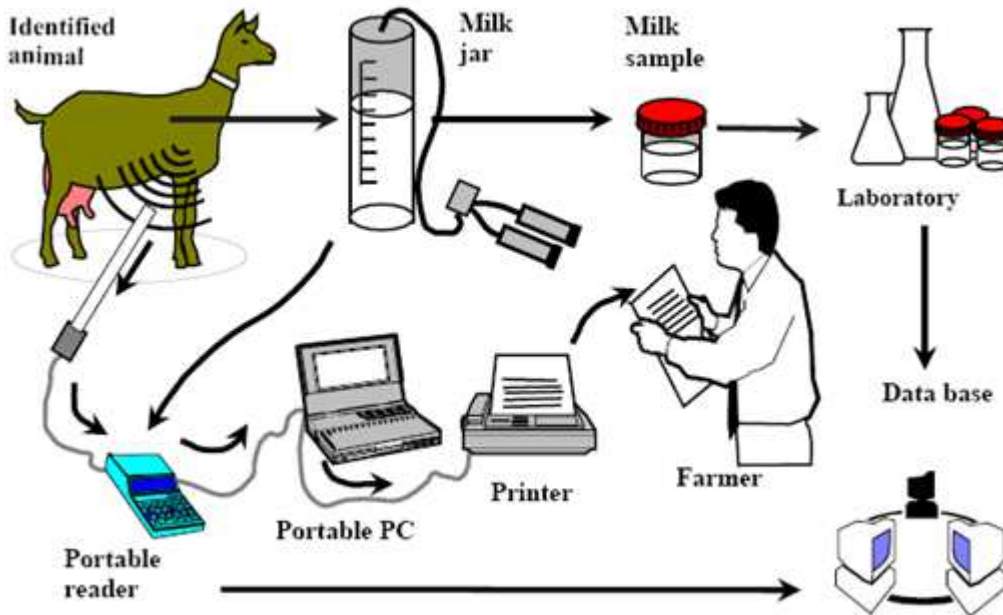 Identified
animal
Milk
jar
Milk
sample
Laboratory
Data base
Farmer
Printer
Portable PC
Portable
reader